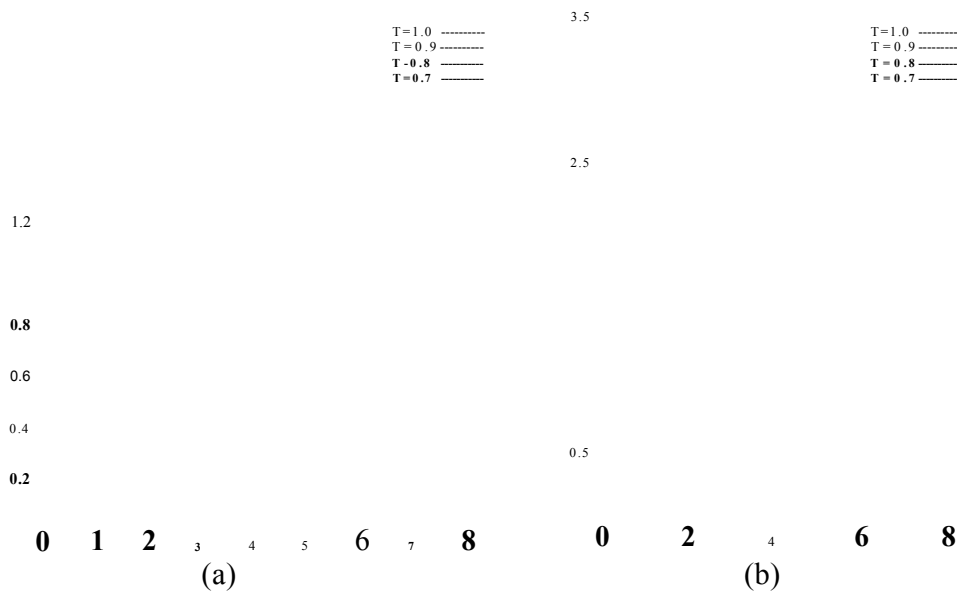 T=1.0 ----------
T=0.9 ----------
T-0.8 ----------
T=0.7 ----------
1.2
0.8
0.6
0.4
0.2
0 1 2 3 4 5 6 7 8
(a)
3.5
T=1.0 ----------
T=0.9 ----------
T=0.8 ----------
T=0.7 ----------
2.5
0.5
0 2 4 6 8
(b)